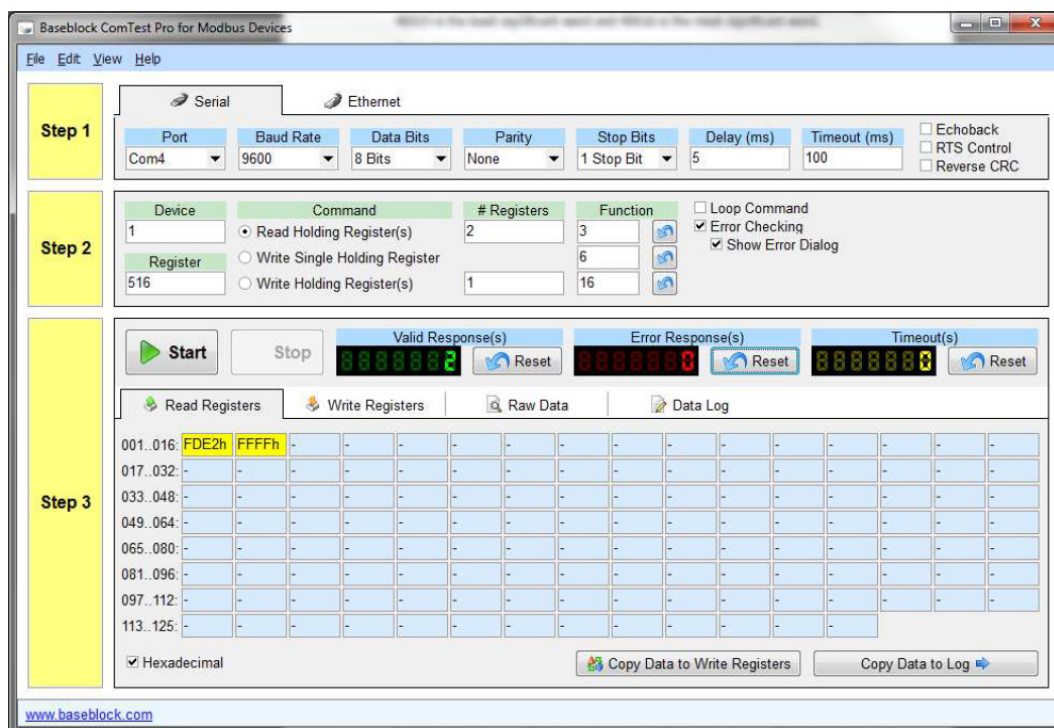 Baseblock ComTest Pro for Modbus Devices
File Edit View Help
Step 1
Serial Ethernet
Port Baud Rate Data Bits Parity Stop Bits Delay (ms) Timeout (ms)
Com4 9600 8 Bits None 1 Stop Bit 5 100
Echoback
RTS Control
Reverse CRC
Step 2
Device Command # Registers Function
1 Read Holding Register(s) 2 3
Register Write Single Holding Register 6
516 Write Holding Register(s) 1 16
Loop Command
Error Checking
Show Error Dialog
Step 3
Start Stop
Valid Response(s) Error Response(s) Timeout(s)
2 Reset 0 Reset 0 Reset
Read Registers Write Registers Raw Data Data Log
001..016: FDE2h FFFFh - - - - - - - - - - - - - -
017..032: - - - - - - - - - - - - - - - -
033..048: - - - - - - - - - - - - - - - -
049..064: - - - - - - - - - - - - - - - -
065..080: - - - - - - - - - - - - - - - -
081..096: - - - - - - - - - - - - - - - -
097..112: - - - - - - - - - - - - - - - -
113..125: - - - - - - - - - - - - -
Hexadecimal
Copy Data to Write Registers Copy Data to Log
www.baseblock.com